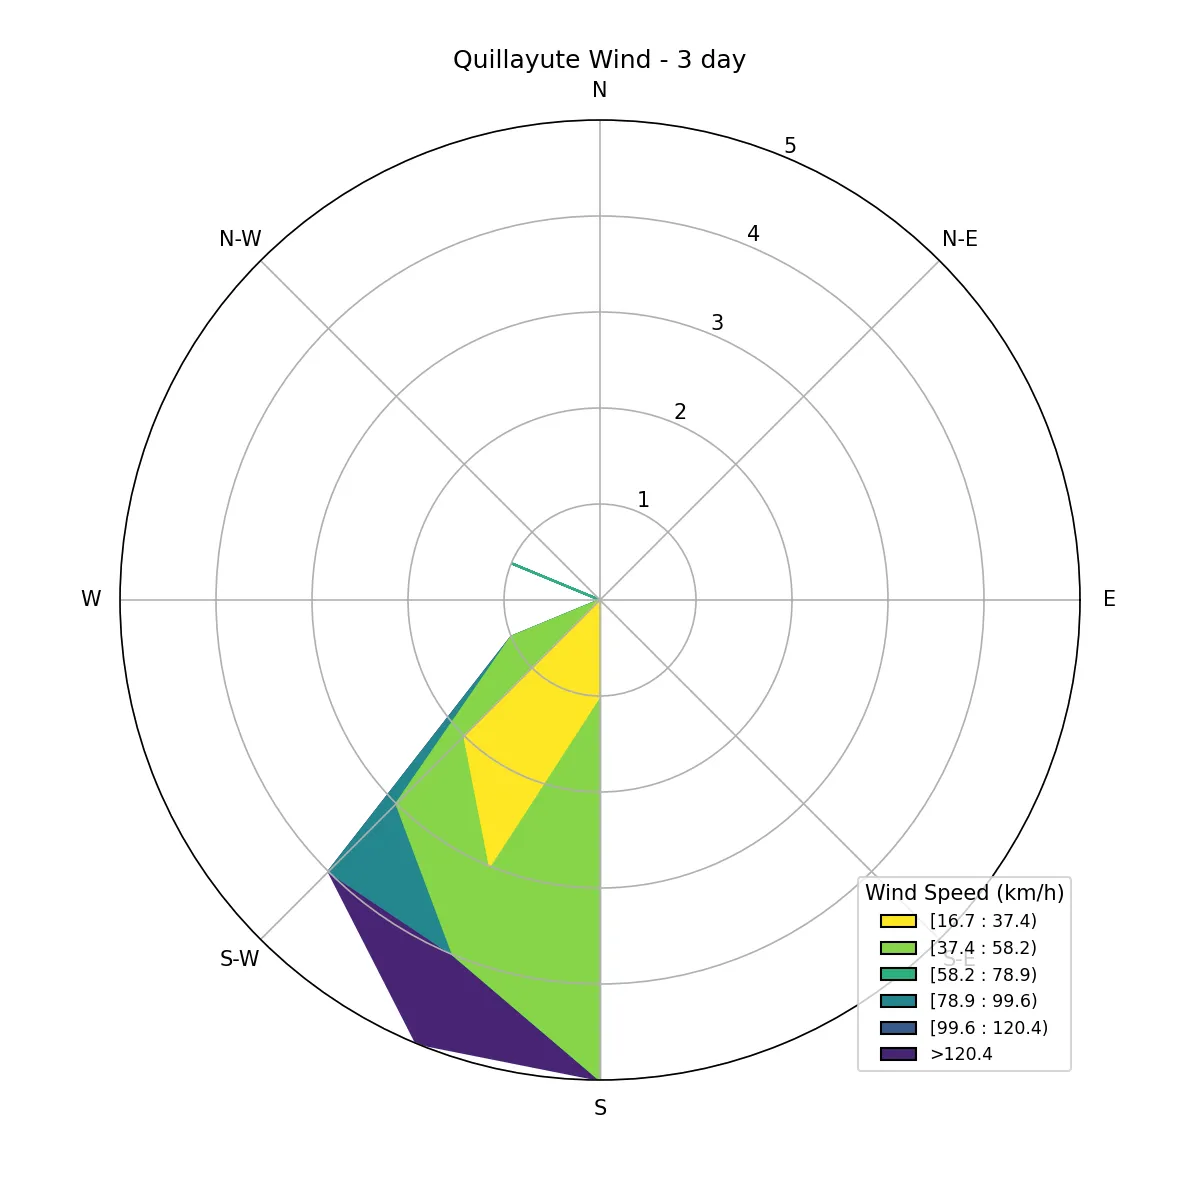 Quillayute Wind - 3 day
N
5
N-W
4
N-E
3
2
1
W
E
Wind Speed (km/h)
[16.7 : 37.4)
[37.4 : 58.2)
S-W
S-E
[58.2 : 78.9)
[78.9 : 99.6)
[99.6 : 120.4)
>120.4
S